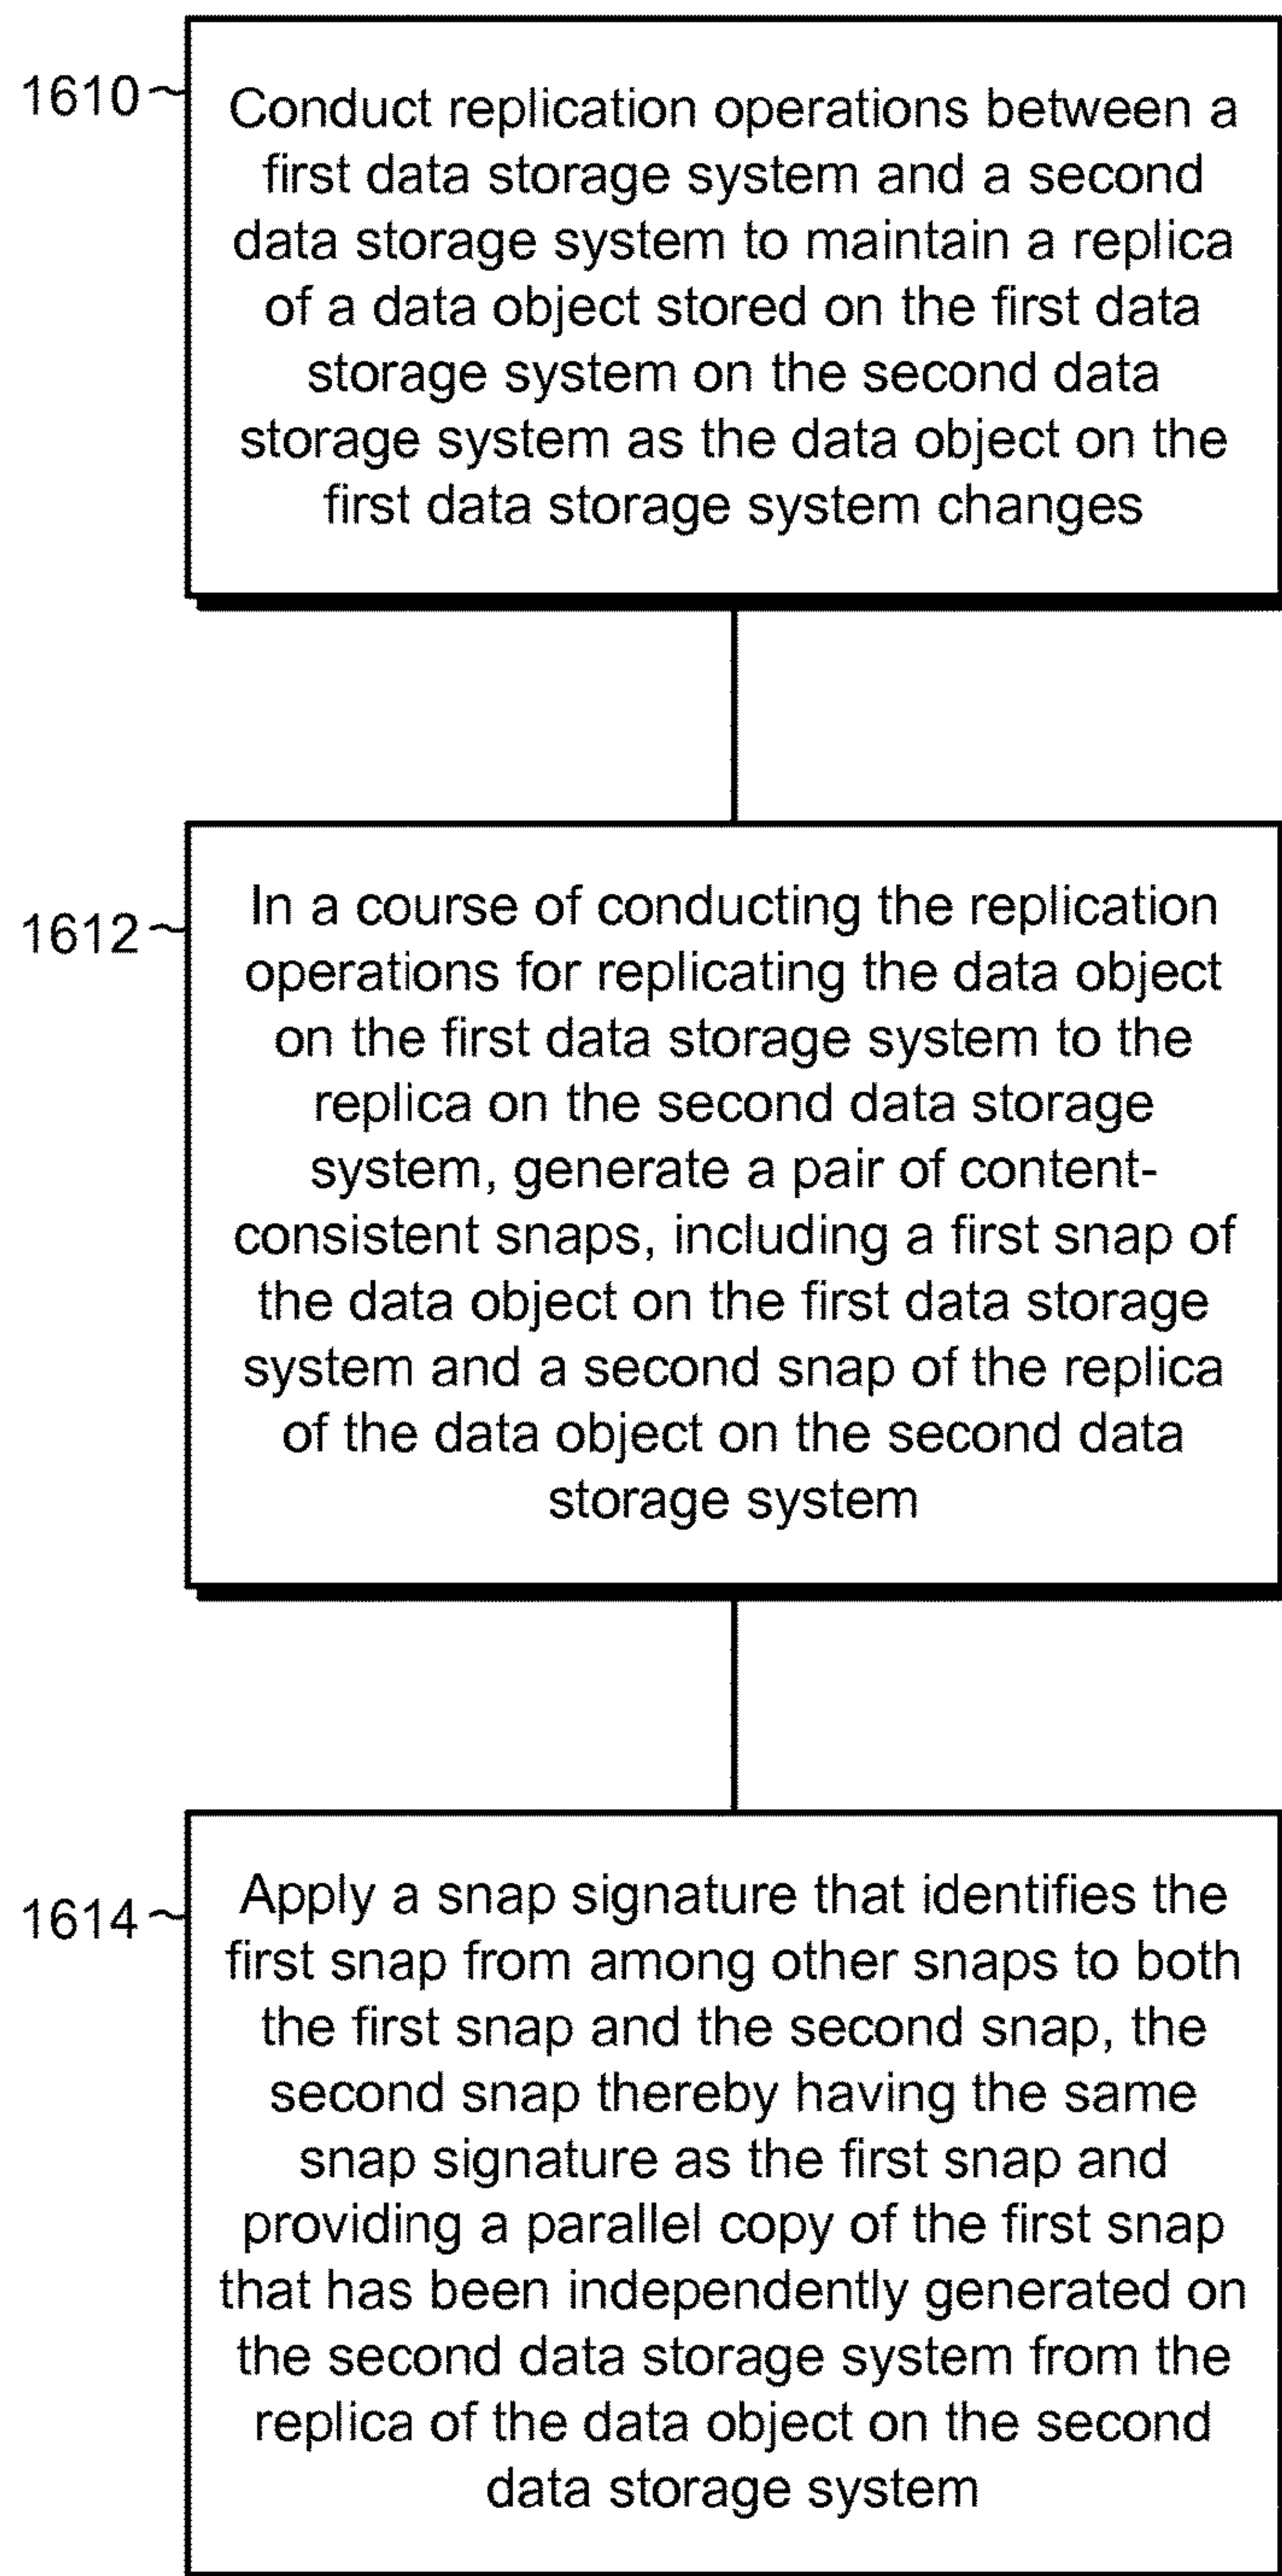 1610
Conduct replication operations between a
first data storage system and a second
data storage system to maintain a replica
of a data object stored on the first data
storage system on the second data
storage system as the data object on the
first data storage system changes
1612
In a course of conducting the replication
operations for replicating the data object
on the first data storage system to the
replica on the second data storage
system, generate a pair of content-
consistent snaps, including a first snap of
the data object on the first data storage
system and a second snap of the replica
of the data object on the second data
storage system
1614
Apply a snap signature that identifies the
first snap from among other snaps to both
the first snap and the second snap, the
second snap thereby having the same
snap signature as the first snap and
providing a parallel copy of the first snap
that has been independently generated on
the second data storage system from the
replica of the data object on the second
data storage system